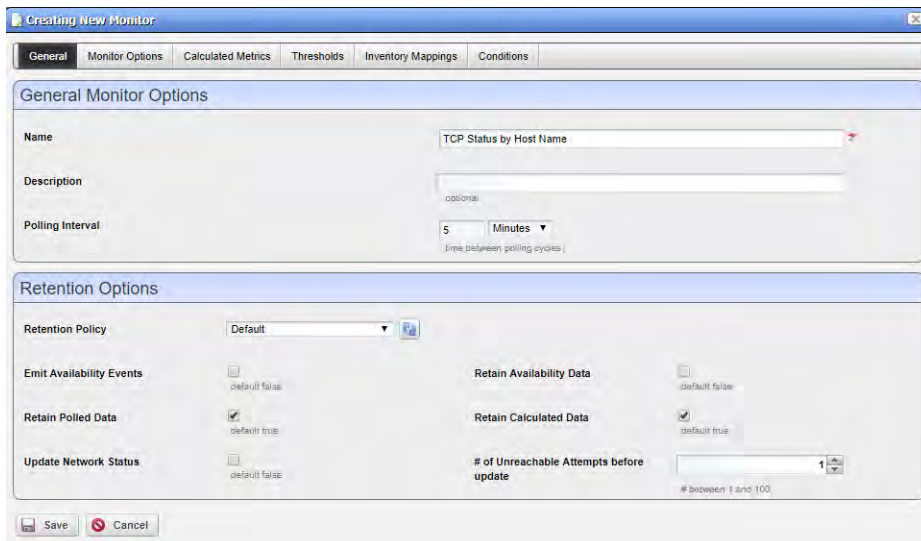 Creating New Monitor
General Monitor Options Calculated Metrics Thresholds Inventory Mappings Conditions
General Monitor Options
Name TCP Status by Host Name
Description
optional
Polling Interval 5 Minutes
time between polling cycles
Retention Options
Retention Policy Default
Emit Availability Events Retain Availability Data
default false default false
Retain Polled Data Retain Calculated Data
default true default true
Update Network Status # of Unreachable Attempts before update 1
default false # between 1 and 100
Save Cancel